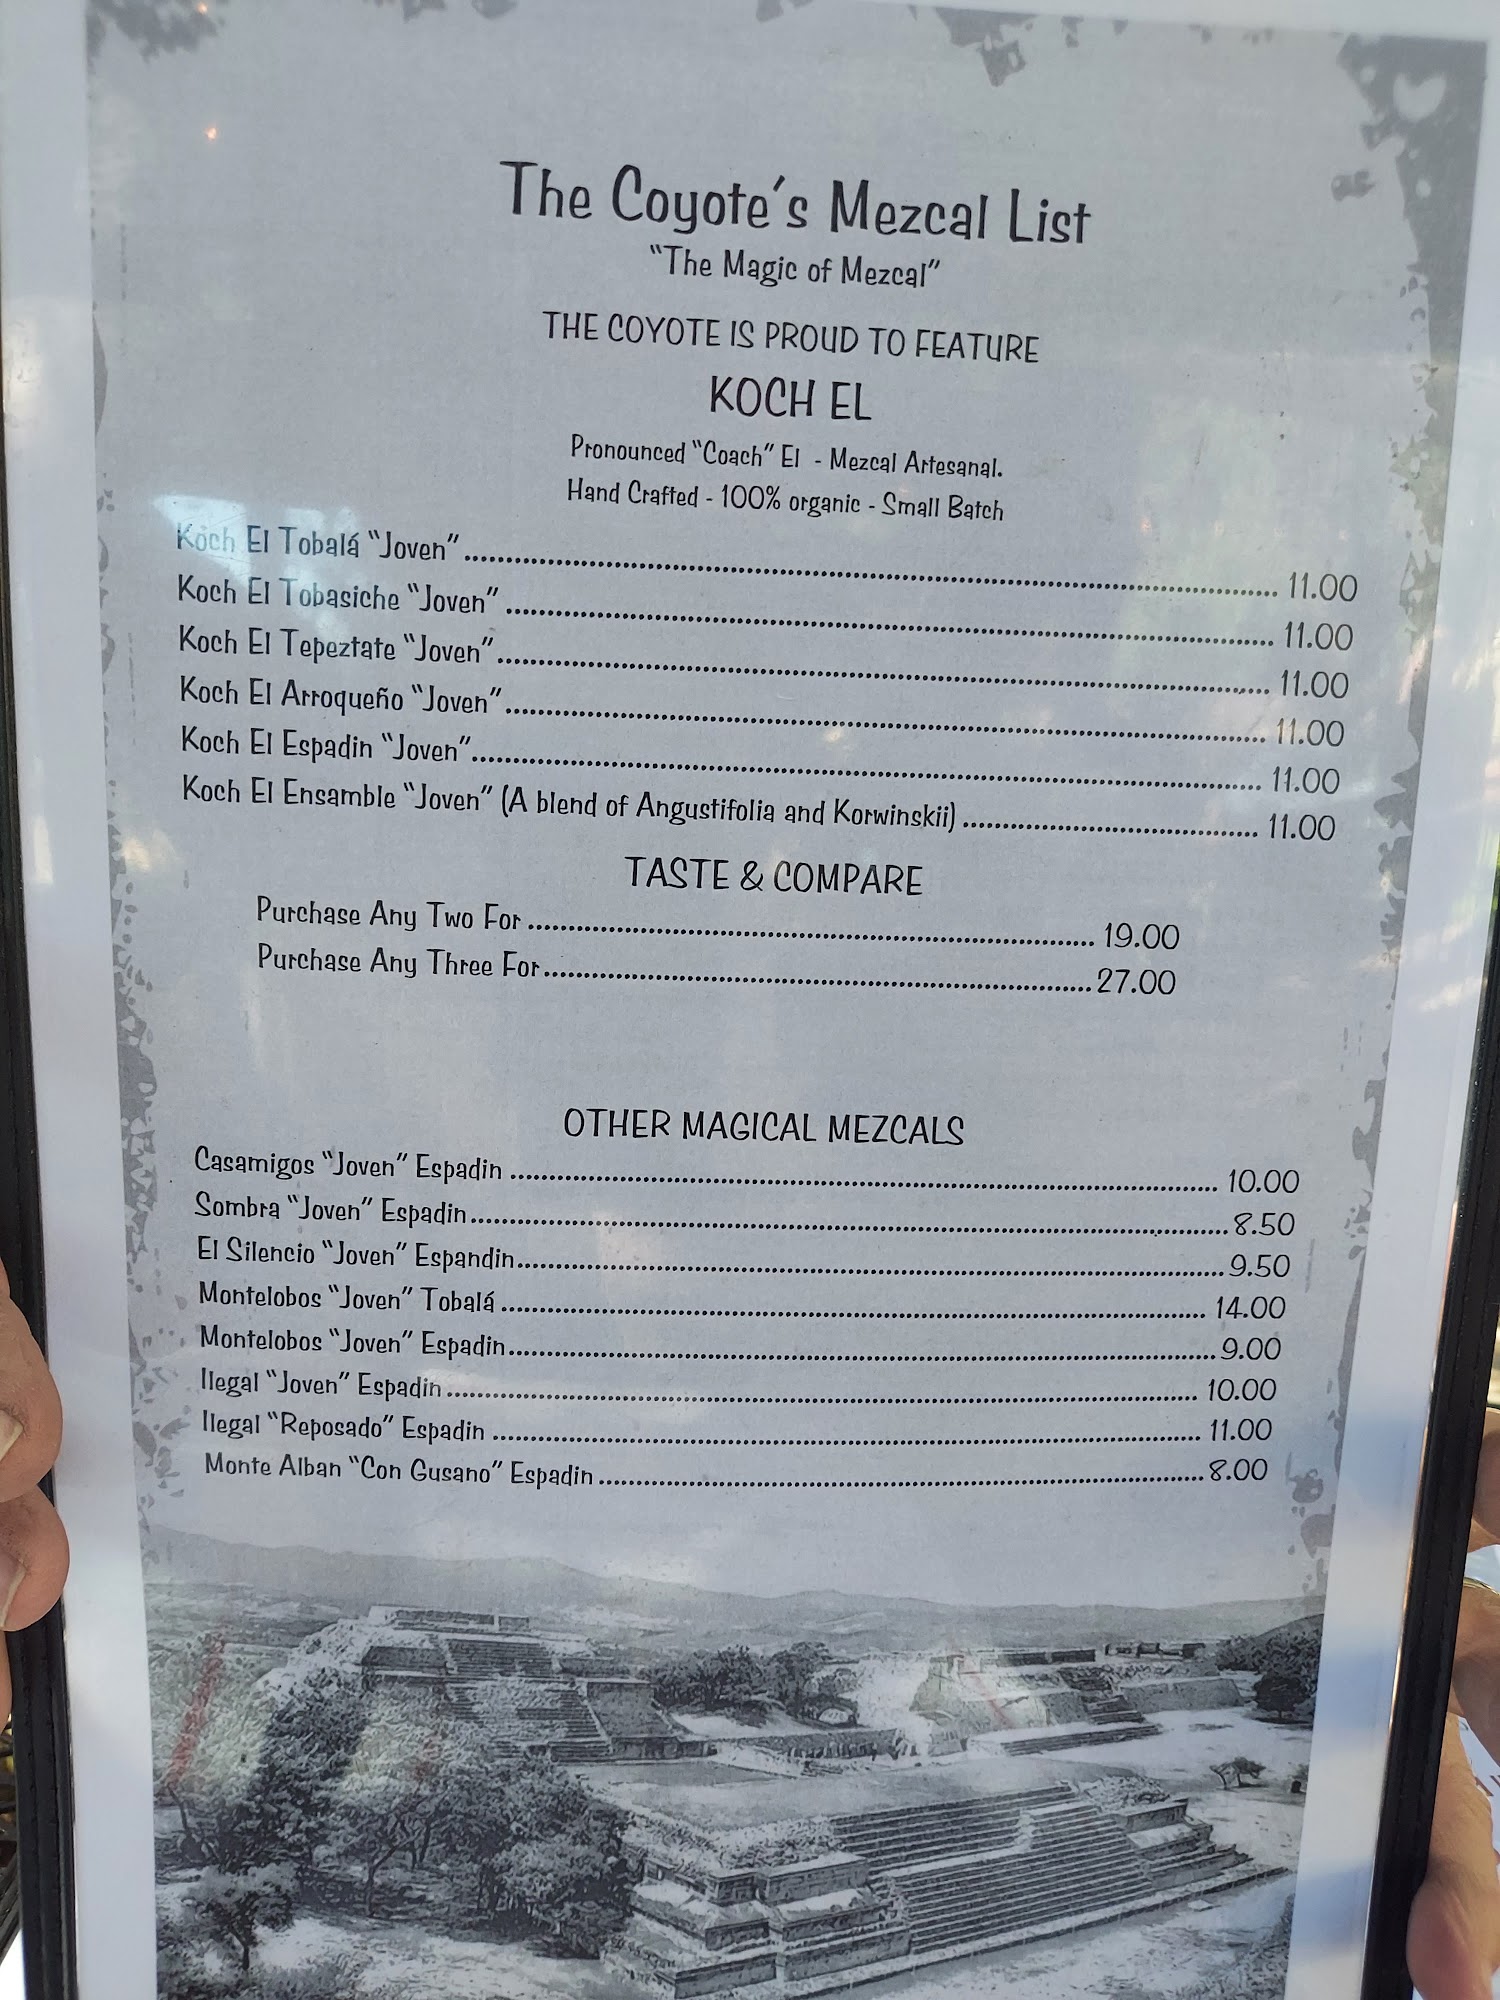 The Coyote's Mezcal List
"The Magic of Mezcal"
THE COYOTE IS PROUD TO FEATURE
KOCH EL
Pronounced "Coach" El - Mezcal Artesanal.
Hand Crafted - 100% organic - Small Batch
Koch El Tobalá "Joven" 11.00
Koch El Tobasiche "Joven" 11.00
Koch El Tepeztate "Joven" 11.00
Koch El Arroqueño "Joven" 11.00
Koch El Espadin "Joven" 11.00
Koch El Ensamble "Joven" (A blend of Angustifolia and Korwinskii) 11.00
TASTE & COMPARE
Purchase Any Two For 19.00
Purchase Any Three For 27.00
OTHER MAGICAL MEZCALS
Casamigos "Joven" Espadin 10.00
Sombra "Joven" Espadin 8.50
El Silencio "Joven" Espandin 9.50
Montelobos "Joven" Tobalá 14.00
Montelobos "Joven" Espadin 9.00
Ilegal "Joven" Espadin 10.00
Ilegal "Reposado" Espadin 11.00
Monte Alban "Con Gusano" Espadin 8.00